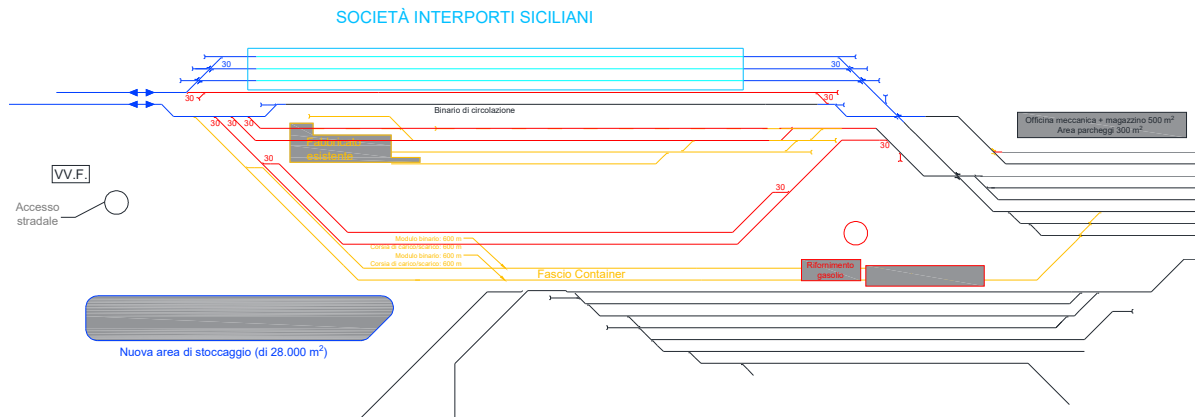 SOCIETÀ INTERPORTI SICILIANI
30
30
30
30
Binario di circolazione
Officina meccanica + magazzino 500 m²
Area parcheggi 300 m²
30
30
30
Fabbricato
esistente
30
30
VV.F.
30
Accesso
stradale
Modulo binario: 600 m
Corsia di carico/scarico: 600 m
Modulo binario: 600 m
Corsia di carico/scarico: 600 m
Fascio Container
Rifornimento
gasolio
Nuova area di stoccaggio (di 28.000 m²)